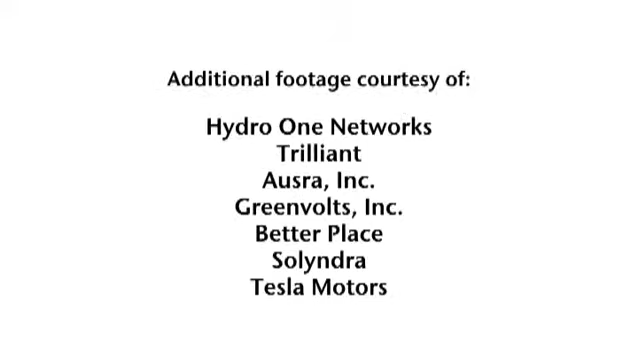 Additional footage courtesy of:
Hydro One Networks
Trilliant
Ausra, Inc.
Greenvolts, Inc.
Better Place
Solyndra
Tesla Motors